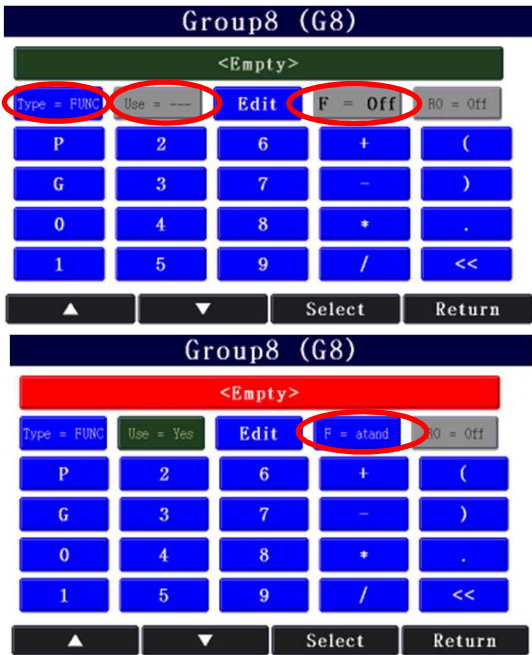 Group8 (G8)
<Empty>
Type = FUNC Use = --- Edit F = Off RO = Off
P 2 6 + (
G 3 7 - )
0 4 8 * .
1 5 9 / <<
▲ ▼ Select Return
Group8 (G8)
<Empty>
Type = FUNC Use = Yes Edit F = atand RO = Off
P 2 6 + (
G 3 7 - )
0 4 8 * .
1 5 9 / <<
▲ ▼ Select Return